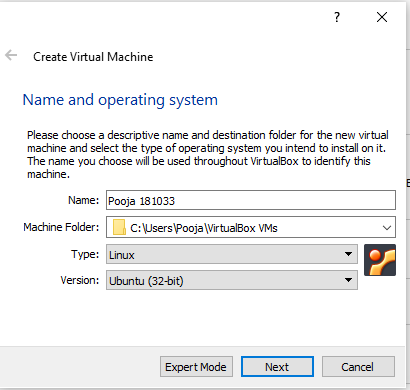 ?
Create Virtual Machine
Name and operating system
Please choose a descriptive name and destination folder for the new virtual
machine and select the type of operating system you intend to install on it.
The name you choose will be used throughout VirtualBox to identify this
machine.
Name: Pooja 181033
Machine Folder: C:\Users\Pooja\VirtualBox VMs
Type: Linux
Version: Ubuntu (32-bit)
Expert Mode Next Cancel